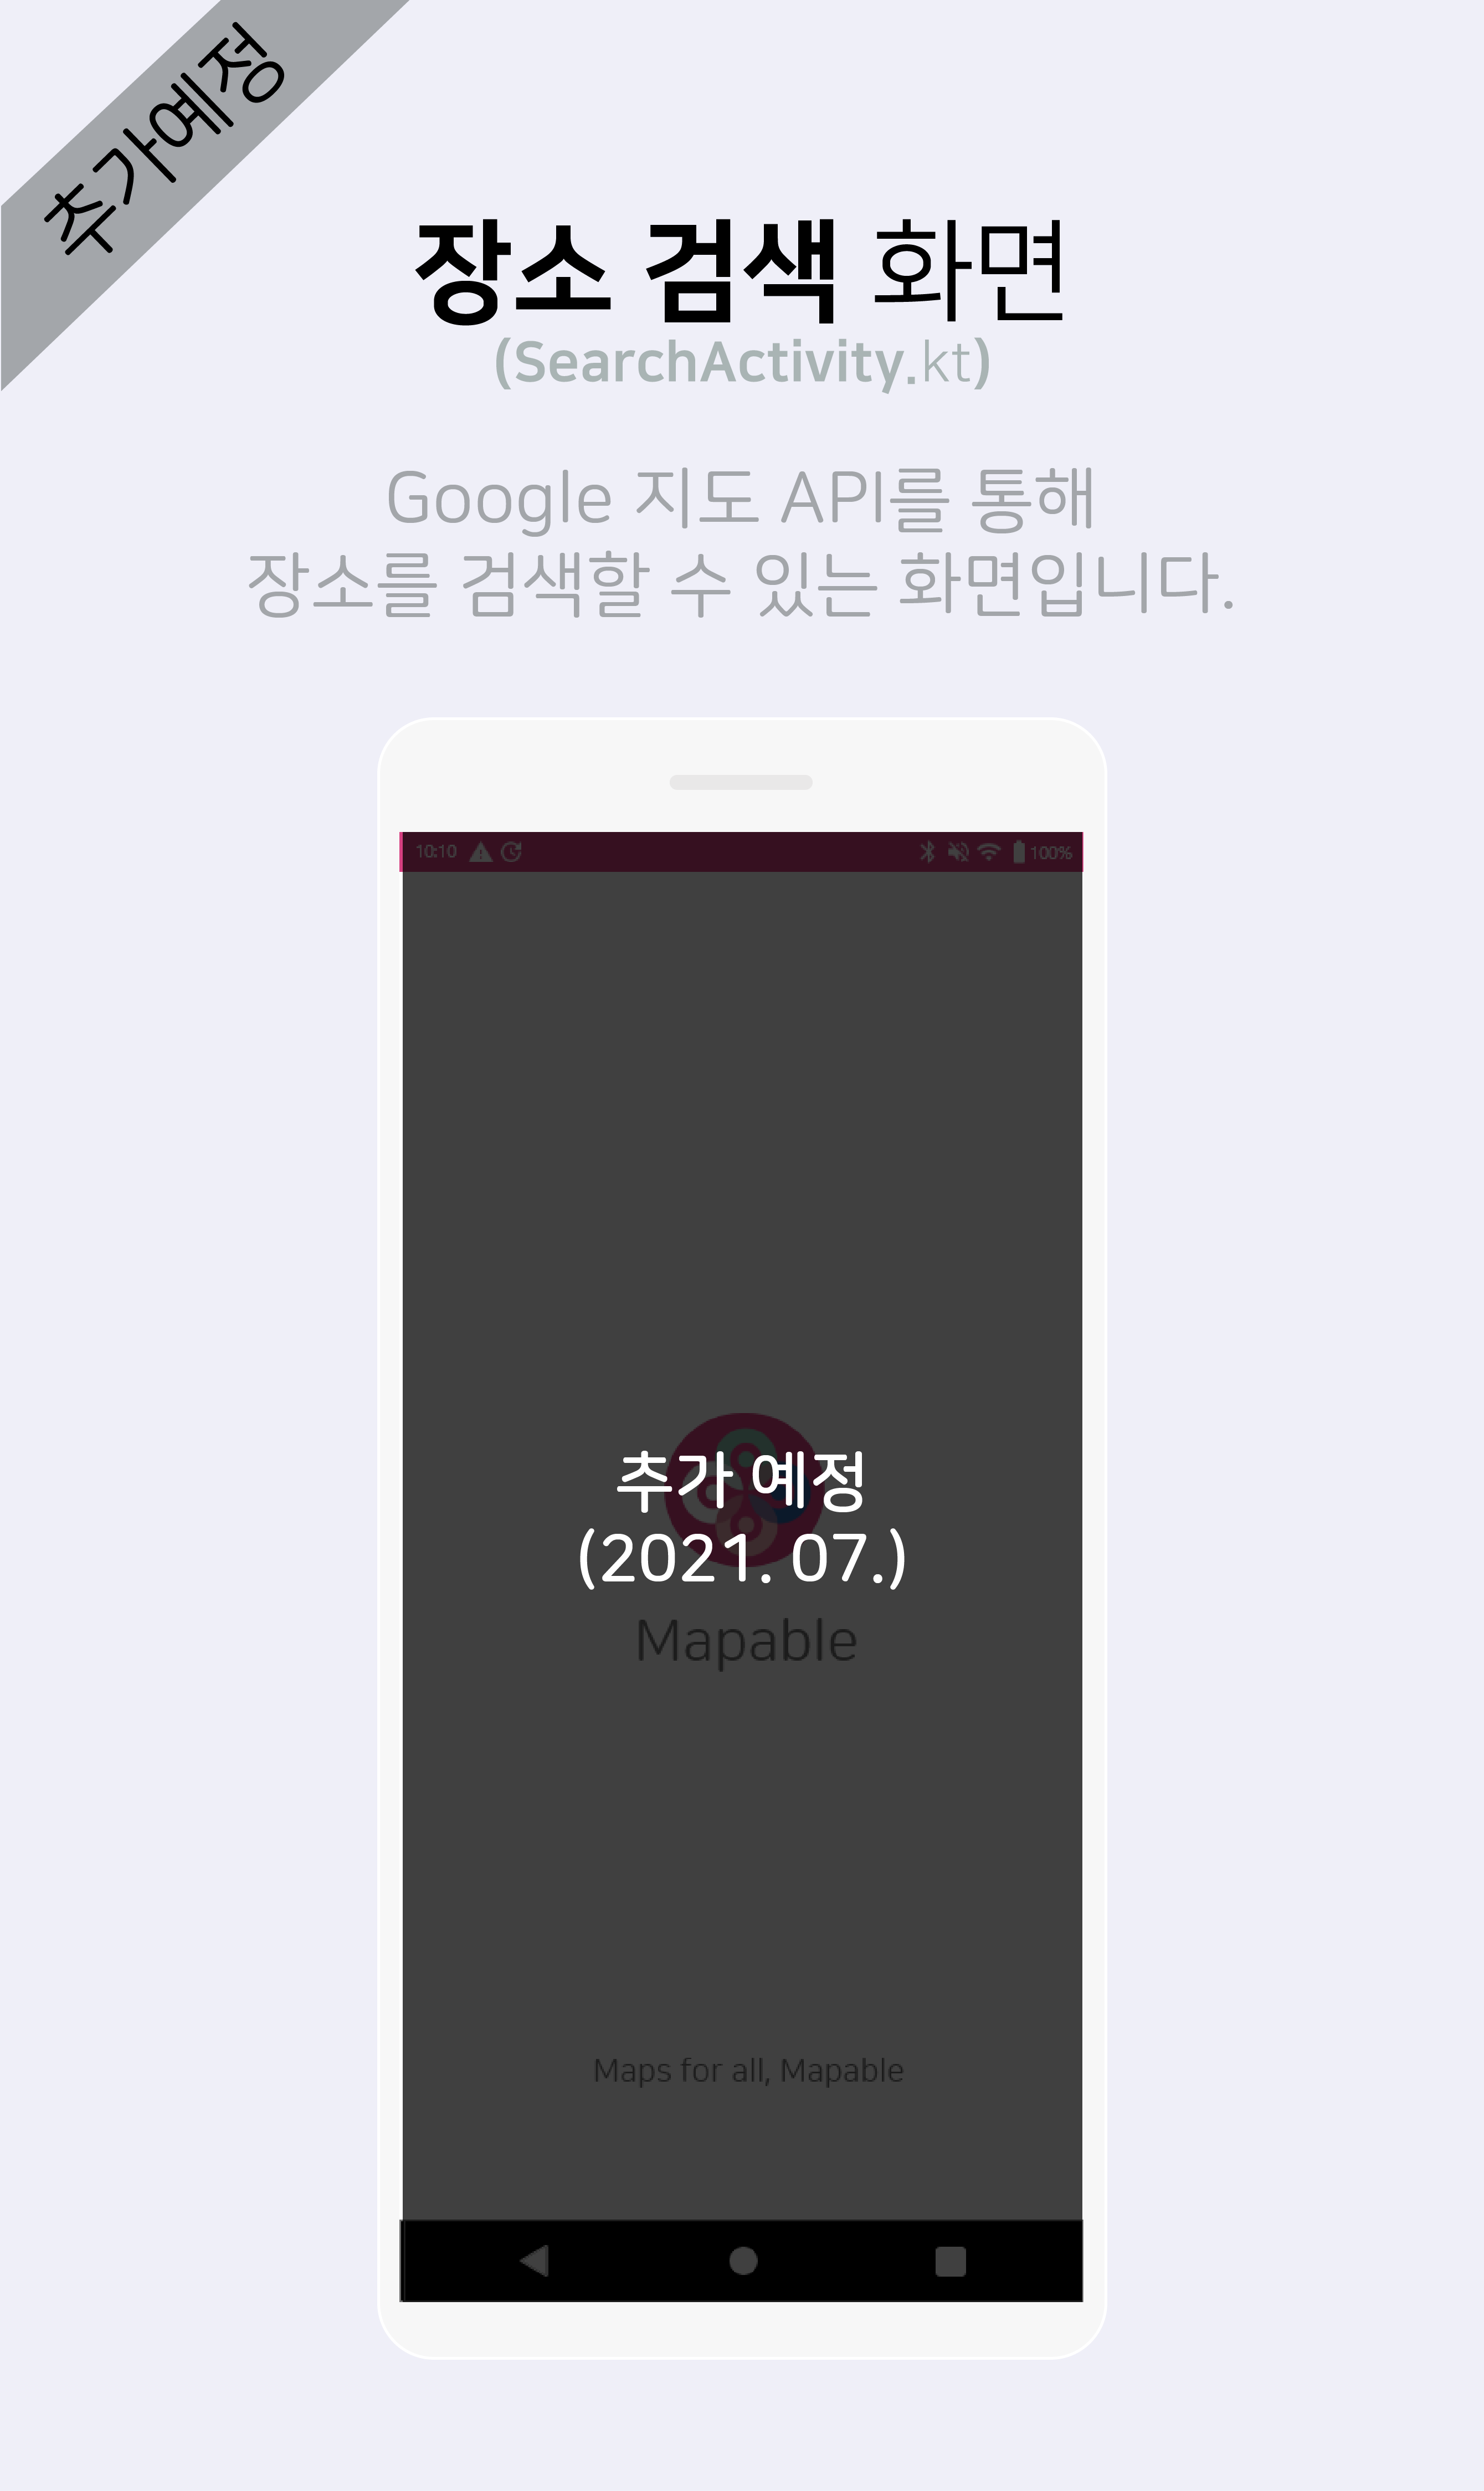 추가예정
장소 검색 화면
(SearchActivity.kt)
Google 지도 API를 통해
장소를 검색할 수 있는 화면입니다.
10:10
100%
추가 예정
(2021. 07.)
Mapable
Maps for all, Mapable